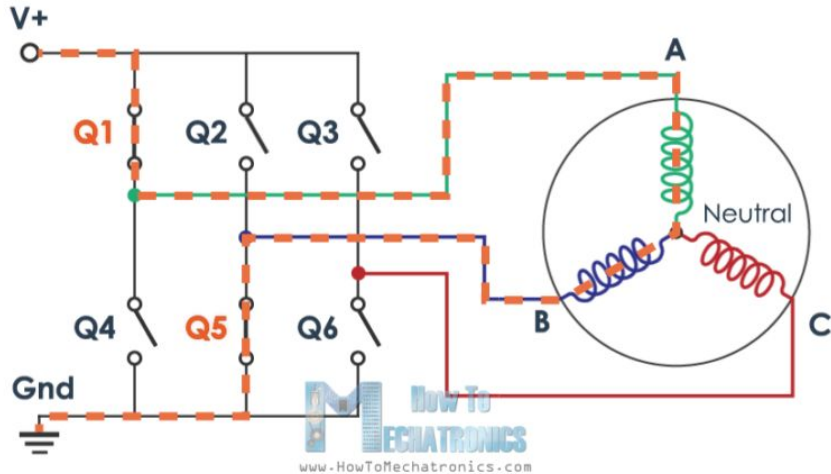 V+
A
Q1
Q2
Q3
Neutral
Q4
Q5
Q6
B
C
Gnd
How To
MECHATRONICS
www.HowToMechatronics.com